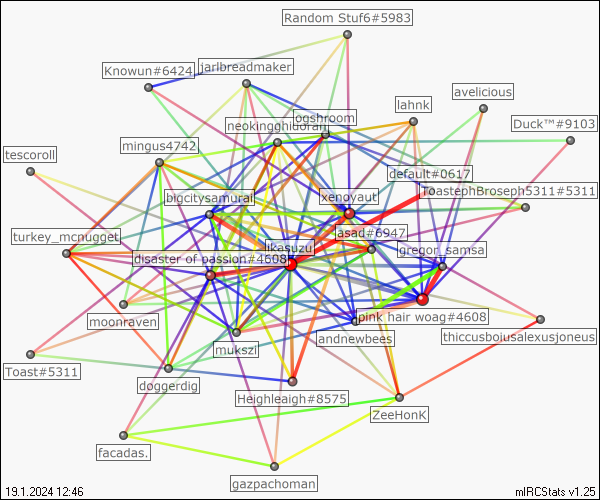 Random Stuf6#5983
Knowun#6424
jarlbreadmaker
avelicious
lahnk
ogshroom
neokingghidorah
Duck™#9103
mingus4742
tescoroll
default#0617
ToastephBroseph5311#5311
bigcitysamurai
xenoyaut
turkey_mcnugget
asad#6947
likasuzu
gregor_samsa
disaster of passion#4608
moonraven
pink hair woag#4608
andnewbees
thiccusboiusalexusjoneus
mukszi
Toast#5311
doggerdig
Heighleaigh#8575
ZeeHonK
facadas.
gazpachoman
19.1.2024 12:46
mIRCStats v1.25